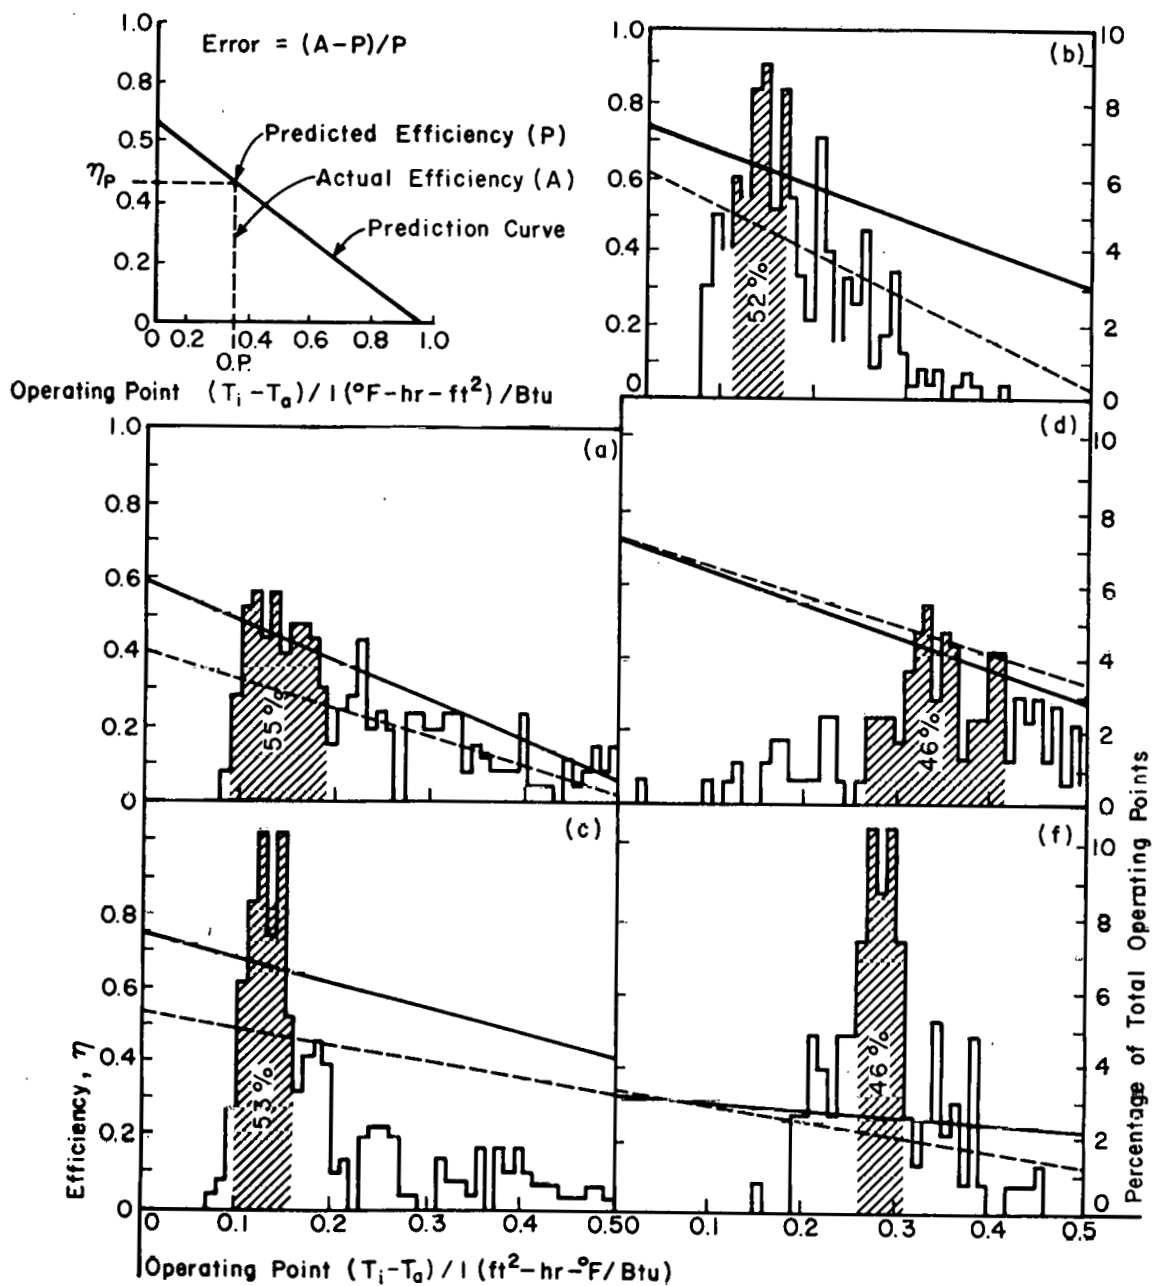 1.0
Error = (A-P)/P
0.8
0.5
Predicted Efficiency (P)
ηP
Actual Efficiency (A)
0.4
Prediction Curve
0.2
0
0 0.2 0.4 0.6 0.8 1.0
O.P.
Operating Point (Ti-Ta)/I (°F-hr-ft²)/Btu
1.0
(b)
10
0.8
8
0.6
6
0.4
4
52%
0.2
2
0
0
1.0
(a)
0.8
0.6
0.4
55%
0.2
0
(d)
10
8
6
4
46%
2
0
(c)
0.8
0.6
0.4
53%
0.2
0
(f)
10
8
6
4
46%
2
0
Efficiency, η
Percentage of Total Operating Points
0 0.1 0.2 0.3 0.4 0.5
0.1 0.2 0.3 0.4 0.5
Operating Point (Ti-Ta)/I (ft²-hr-°F/Btu)